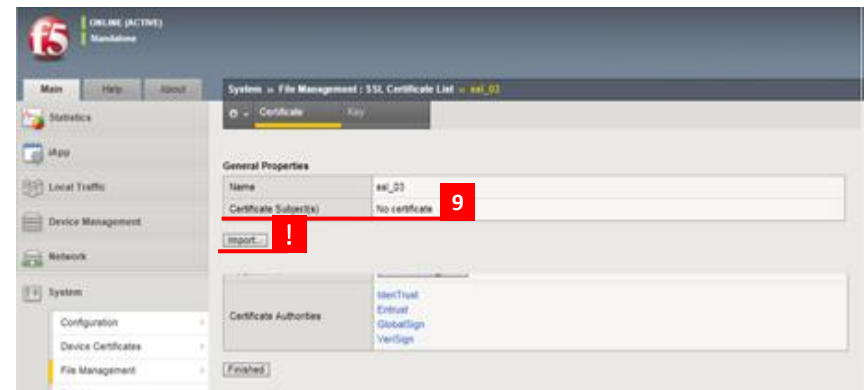 f5
ONLINE (ACTIVE)
Standalone
Main Help About
System » File Management : SSL Certificate List » ssl_03
Statistics
Certificate Key
iApp
General Properties
Local Traffic
Name ssl_03
Certificate Subject(s) No certificate 9
Device Management
Import... !
Network
System
Certificate Authorities
IdenTrust
Entrust
GlobalSign
VeriSign
Configuration
Device Certificates
File Management
Finished